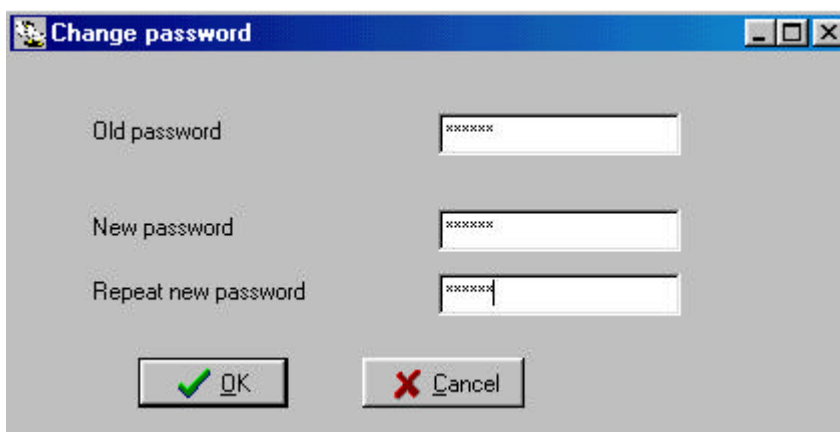 Change password
Old password ******
New password ******
Repeat new password ******
OK Cancel